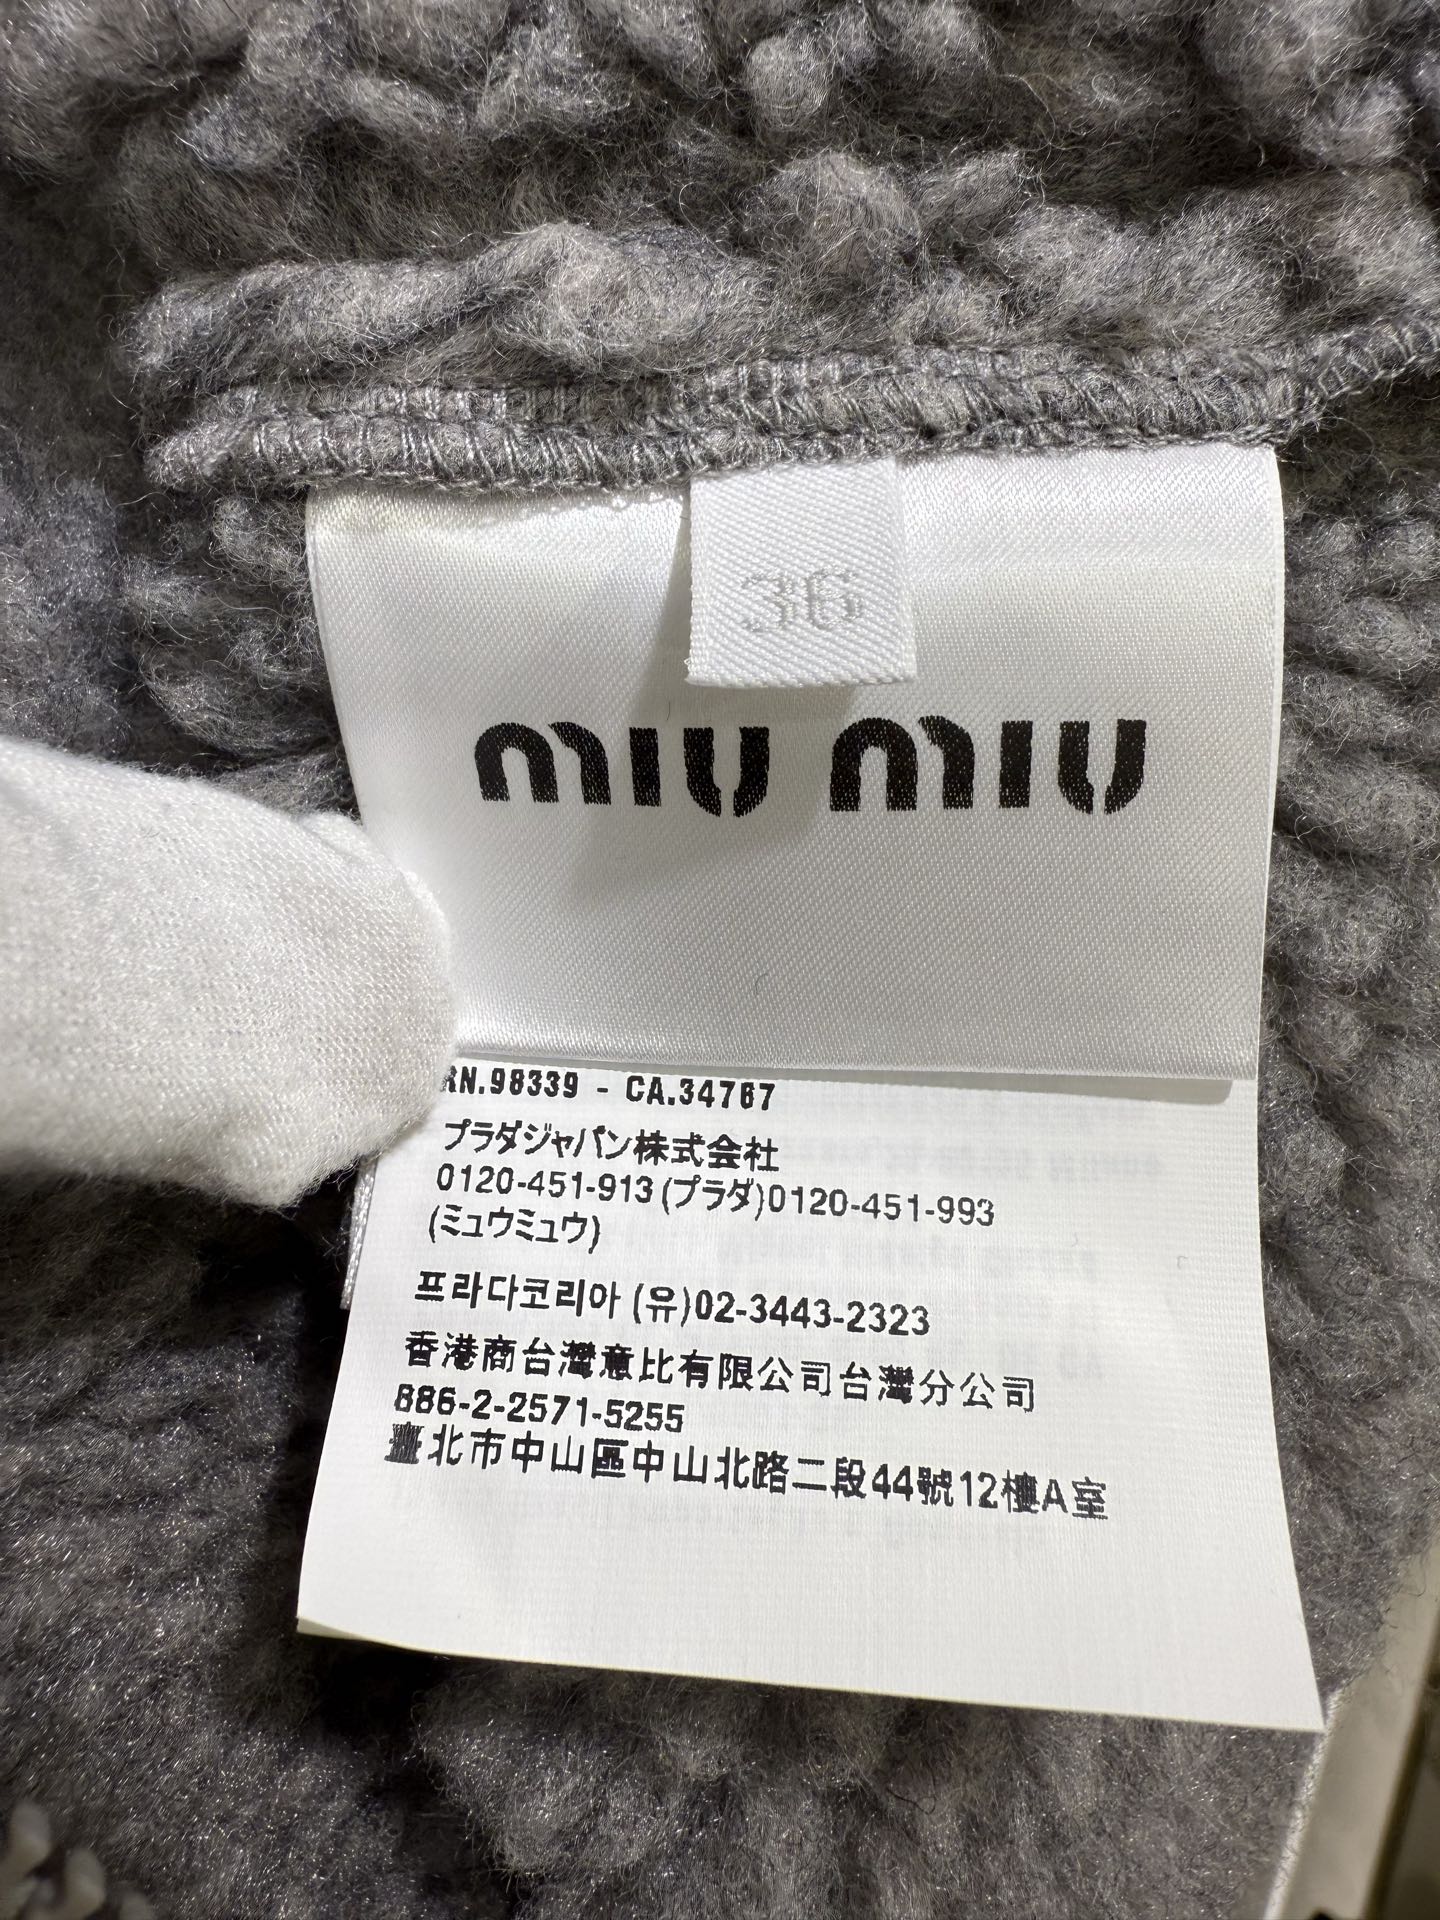 36
miu miu
RN.98339 - CA.34767
プラダジャパン株式会社
0120-451-913(プラダ)0120-451-993
(ミュウミュウ)
프라다코리아 (유)02-3443-2323
香港商台灣意比有限公司台灣分公司
886-2-2571-5255
臺北市中山區中山北路二段44號12樓A室